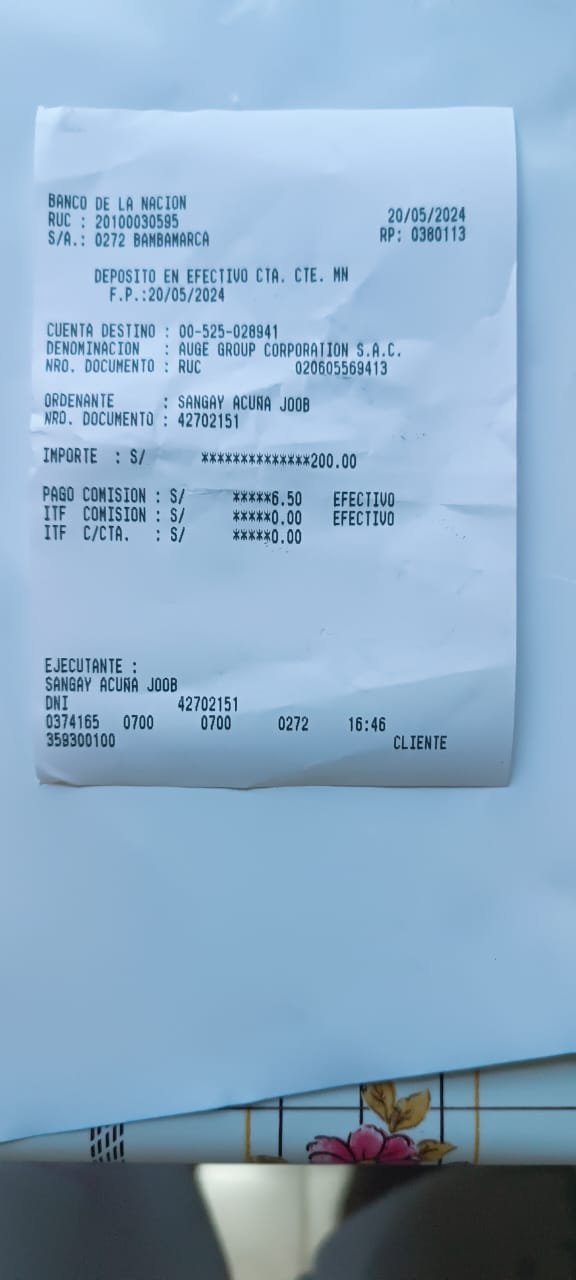 BANCO DE LA NACION
RUC : 20100030595 20/05/2024
S/A.: 0272 BAMBAMARCA RP: 0380113
DEPOSITO EN EFECTIVO CTA. CTE. MN
F.P.:20/05/2024
CUENTA DESTINO : 00-525-028941
DENOMINACION : AUGE GROUP CORPORATION S.A.C.
NRO. DOCUMENTO : RUC 020605569413
ORDENANTE : SANGAY ACUÑA JOOB
NRO. DOCUMENTO : 42702151
IMPORTE : S/ **************200.00
PAGO COMISION : S/ *****6.50 EFECTIVO
ITF COMISION : S/ *****0.00 EFECTIVO
ITF C/CTA. : S/ *****0.00
EJECUTANTE :
SANGAY ACUÑA JOOB
DNI 42702151
0374165 0700 0700 0272 16:46
359300100 CLIENTE